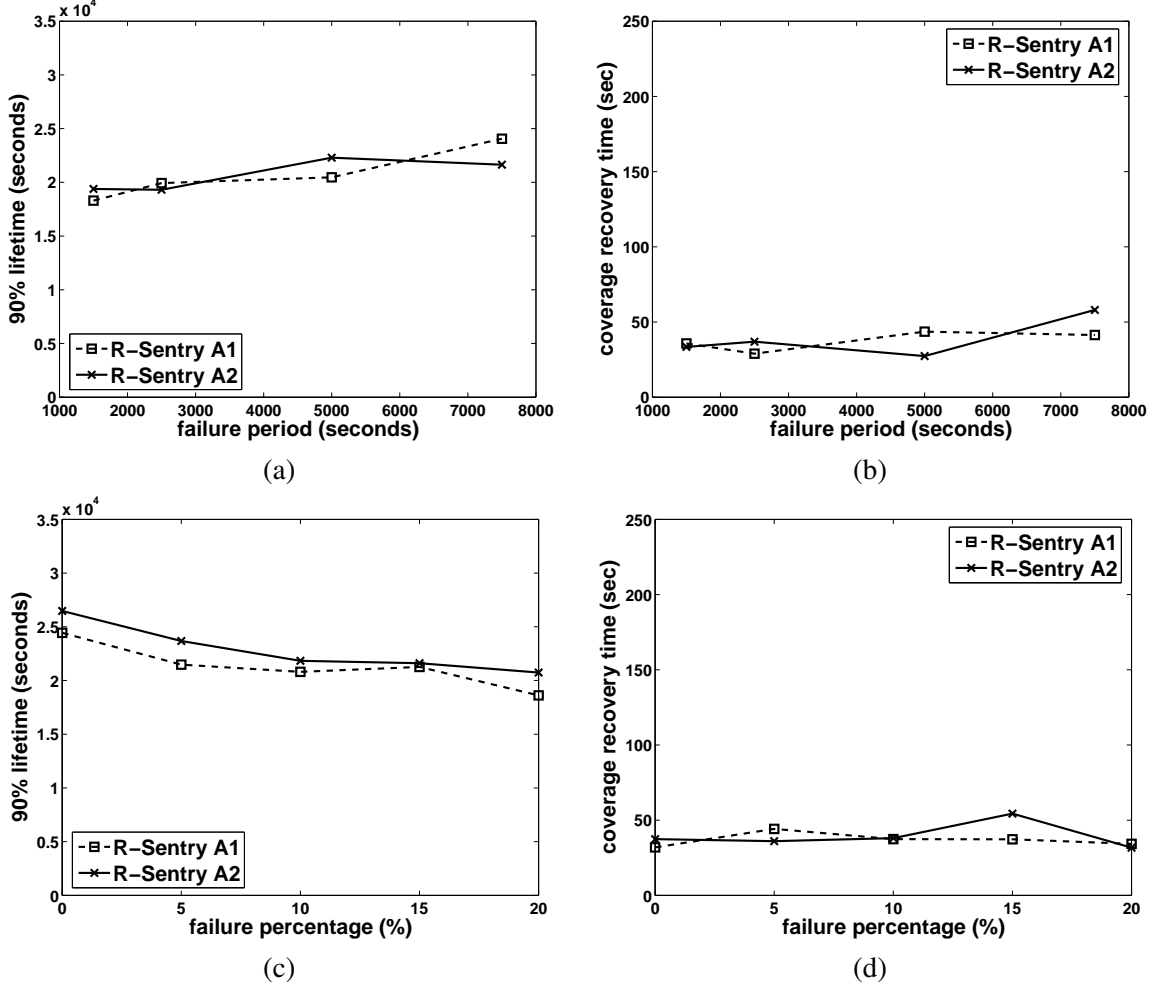 x 10^4
3.5
3
2.5
2
1.5
1
0.5
0
90% lifetime (seconds)
R-Sentry A1
R-Sentry A2
1000 2000 3000 4000 5000 6000 7000 8000
failure period (seconds)
(a)
250
200
150
100
50
0
coverage recovery time (sec)
R-Sentry A1
R-Sentry A2
1000 2000 3000 4000 5000 6000 7000 8000
failure period (seconds)
(b)
x 10^4
3.5
3
2.5
2
1.5
1
0.5
0
90% lifetime (seconds)
R-Sentry A1
R-Sentry A2
0 5 10 15 20
failure percentage (%)
(c)
250
200
150
100
50
0
coverage recovery time (sec)
R-Sentry A1
R-Sentry A2
0 5 10 15 20
failure percentage (%)
(d)